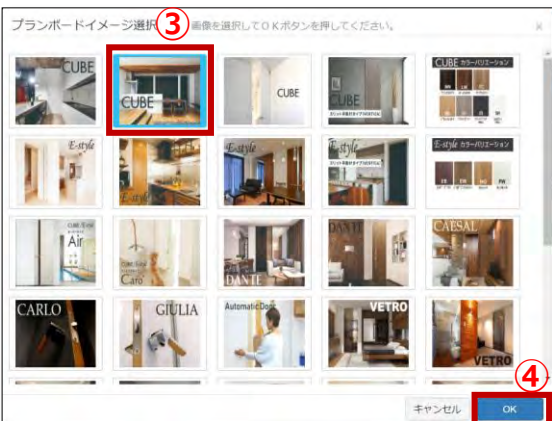 プランボードイメージ選択
③
画像を選択してOKボタンを押してください。
×
CUBE
CUBE
CUBE
CUBE
CUBE カラーバリエーション
E-style
E-style
E-style
E-style
E-style カラーバリエーション
Air
Caro
DANTE
DANTE
CAESAL
CARLO
GIULIA
AutomaticDoor
VETRO
VETRO
④
キャンセル
OK